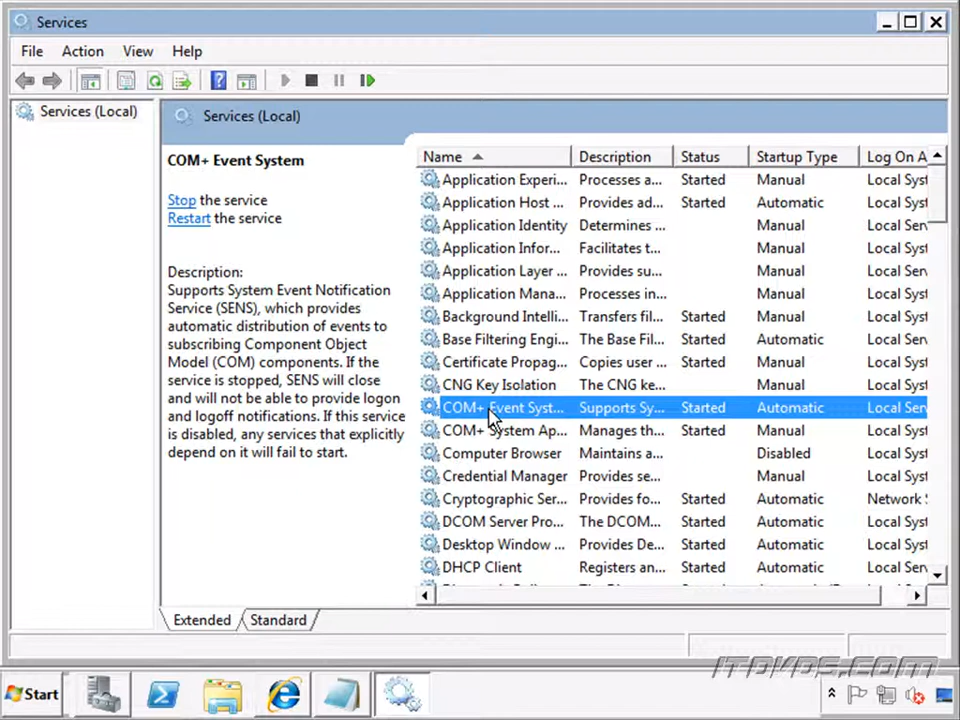 Services
File Action View Help
Services (Local)
Services (Local)
COM+ Event System
Stop the service
Restart the service
Description:
Supports System Event Notification
Service (SENS), which provides
automatic distribution of events to
subscribing Component Object
Model (COM) components. If the
service is stopped, SENS will close
and will not be able to provide logon
and logoff notifications. If this service
is disabled, any services that explicitly
depend on it will fail to start.
Name Description Status Startup Type Log On A
Application Experi... Processes a... Started Manual Local Syst
Application Host ... Provides ad... Started Automatic Local Syst
Application Identity Determines ... Manual Local Serv
Application Infor... Facilitates t... Manual Local Syst
Application Layer ... Provides su... Manual Local Serv
Application Mana... Processes in... Manual Local Syst
Background Intelli... Transfers fil... Started Manual Local Syst
Base Filtering Engi... The Base Fil... Started Automatic Local Serv
Certificate Propag... Copies user ... Started Manual Local Syst
CNG Key Isolation The CNG ke... Manual Local Syst
COM+ Event Syst... Supports Sy... Started Automatic Local Serv
COM+ System Ap... Manages th... Started Manual Local Syst
Computer Browser Maintains a... Disabled Local Syst
Credential Manager Provides se... Manual Local Syst
Cryptographic Ser... Provides fo... Started Automatic Network S
DCOM Server Pro... The DCOM... Started Automatic Local Syst
Desktop Window ... Provides De... Started Automatic Local Syst
DHCP Client Registers an... Started Automatic Local Serv
Extended Standard
ITDVDS.COM
Start